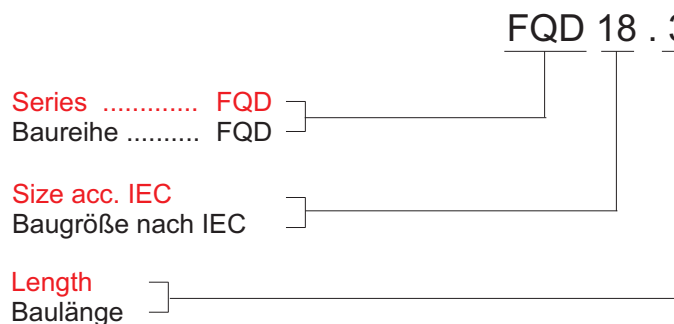 FQD 18 .
Series ............. FQD
Baureihe .......... FQD
Size acc. IEC
Baugröße nach IEC
Length
Baulänge